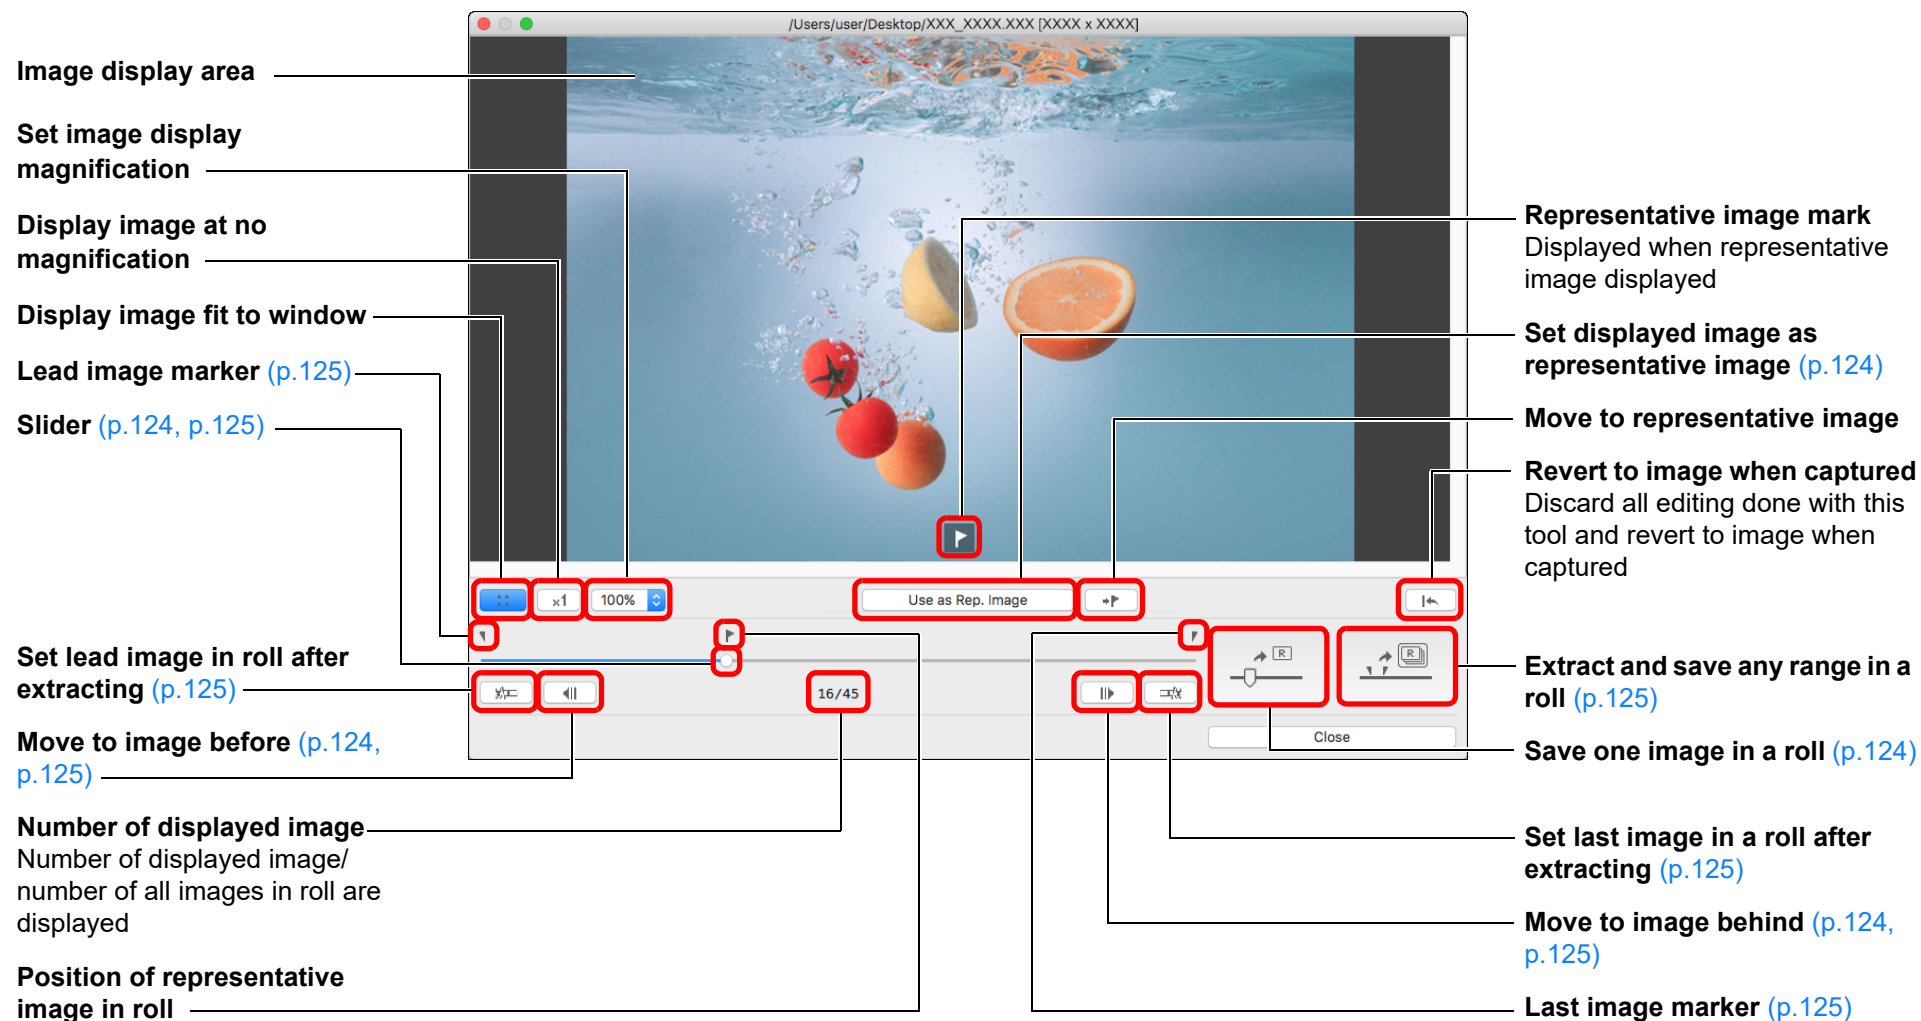 /Users/user/Desktop/XXX_XXXX.XXX [XXXX x XXXX]
Image display area
Set image display
magnification
Display image at no
magnification
Display image fit to window
Lead image marker (p.125)
Slider (p.124, p.125)
Set lead image in roll after
extracting (p.125)
Move to image before (p.124,
p.125)
Number of displayed image
Number of displayed image/
number of all images in roll are
displayed
Position of representative
image in roll
x1
100%
Use as Rep. Image
R
R
16/45
Close
Representative image mark
Displayed when representative
image displayed
Set displayed image as
representative image (p.124)
Move to representative image
Revert to image when captured
Discard all editing done with this
tool and revert to image when
captured
Extract and save any range in a
roll (p.125)
Save one image in a roll (p.124)
Set last image in a roll after
extracting (p.125)
Move to image behind (p.124,
p.125)
Last image marker (p.125)